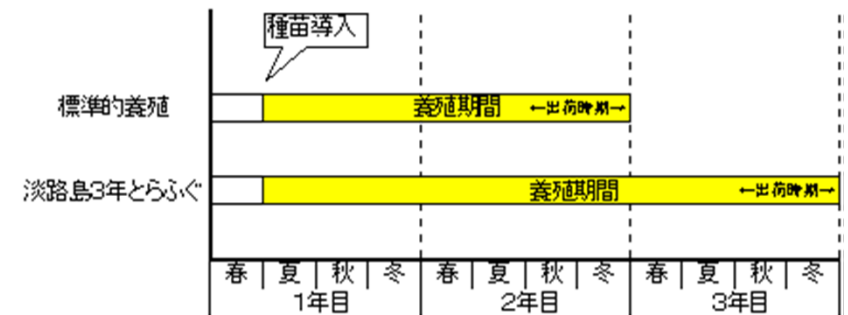 種苗導入
標準的養殖
養殖期間
←出荷時期→
淡路島3年とらふぐ
養殖期間
←出荷時期→
春 夏 秋 冬 春 夏 秋 冬 春 夏 秋 冬
1年目 2年目 3年目